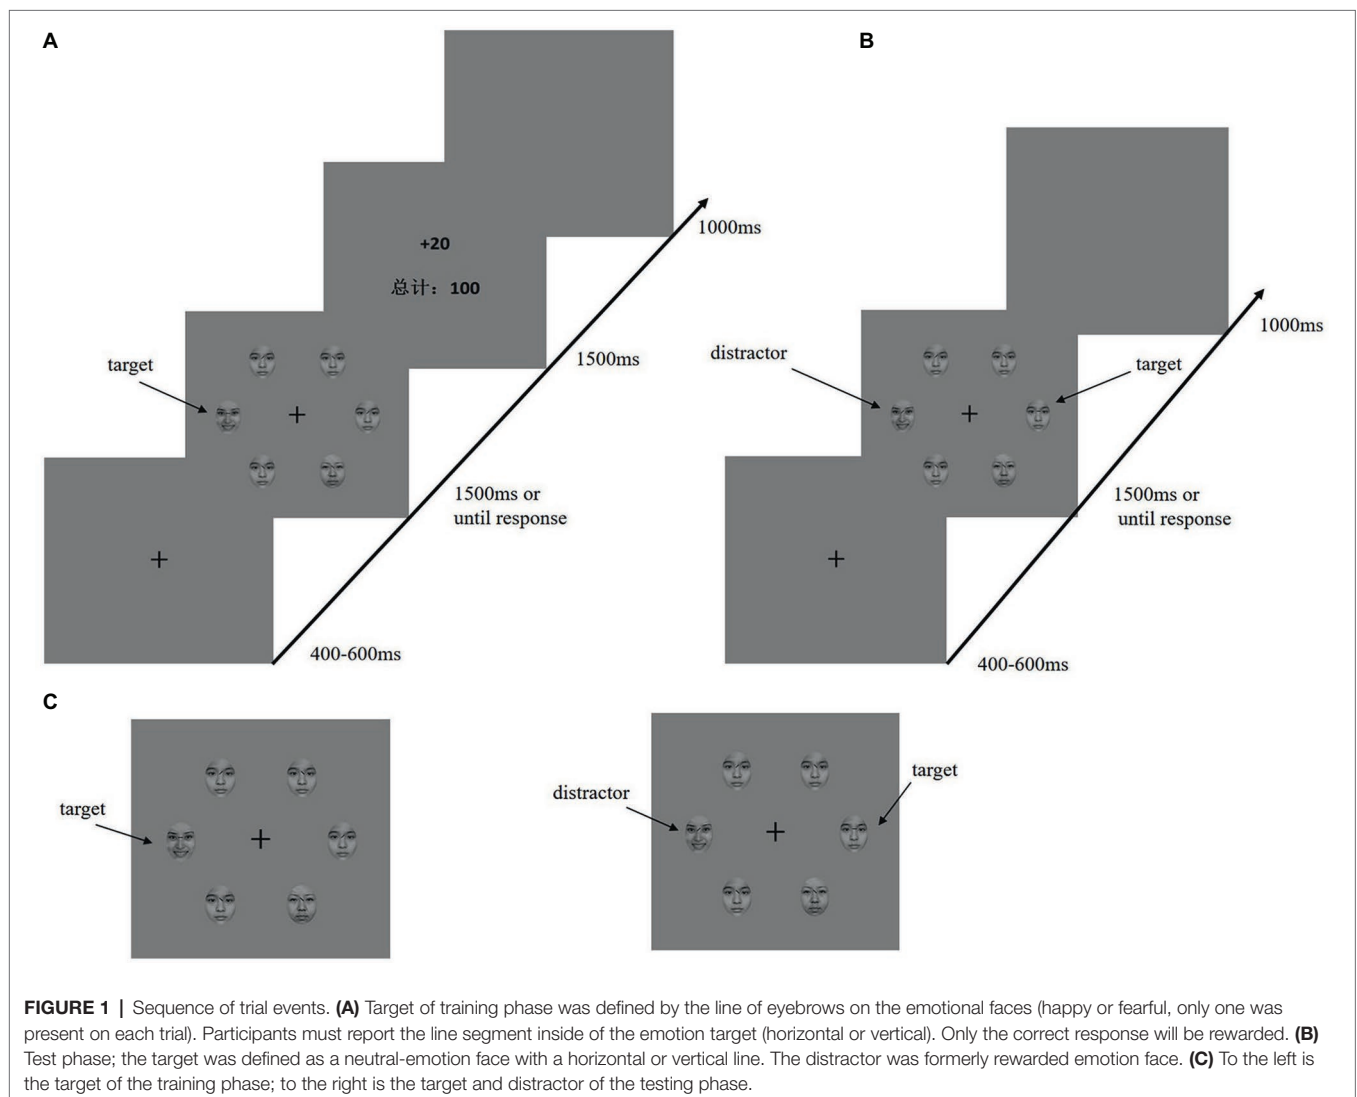 A
+20
总计：100
target
1000ms
1500ms
1500ms or
until response
400-600ms
B
distractor
target
1000ms
1500ms or
until response
400-600ms
C
target
distractor
target
FIGURE 1 | Sequence of trial events. (A) Target of training phase was defined by the line of eyebrows on the emotional faces (happy or fearful, only one was
present on each trial). Participants must report the line segment inside of the emotion target (horizontal or vertical). Only the correct response will be rewarded. (B)
Test phase; the target was defined as a neutral-emotion face with a horizontal or vertical line. The distractor was formerly rewarded emotion face. (C) To the left is
the target of the training phase; to the right is the target and distractor of the testing phase.